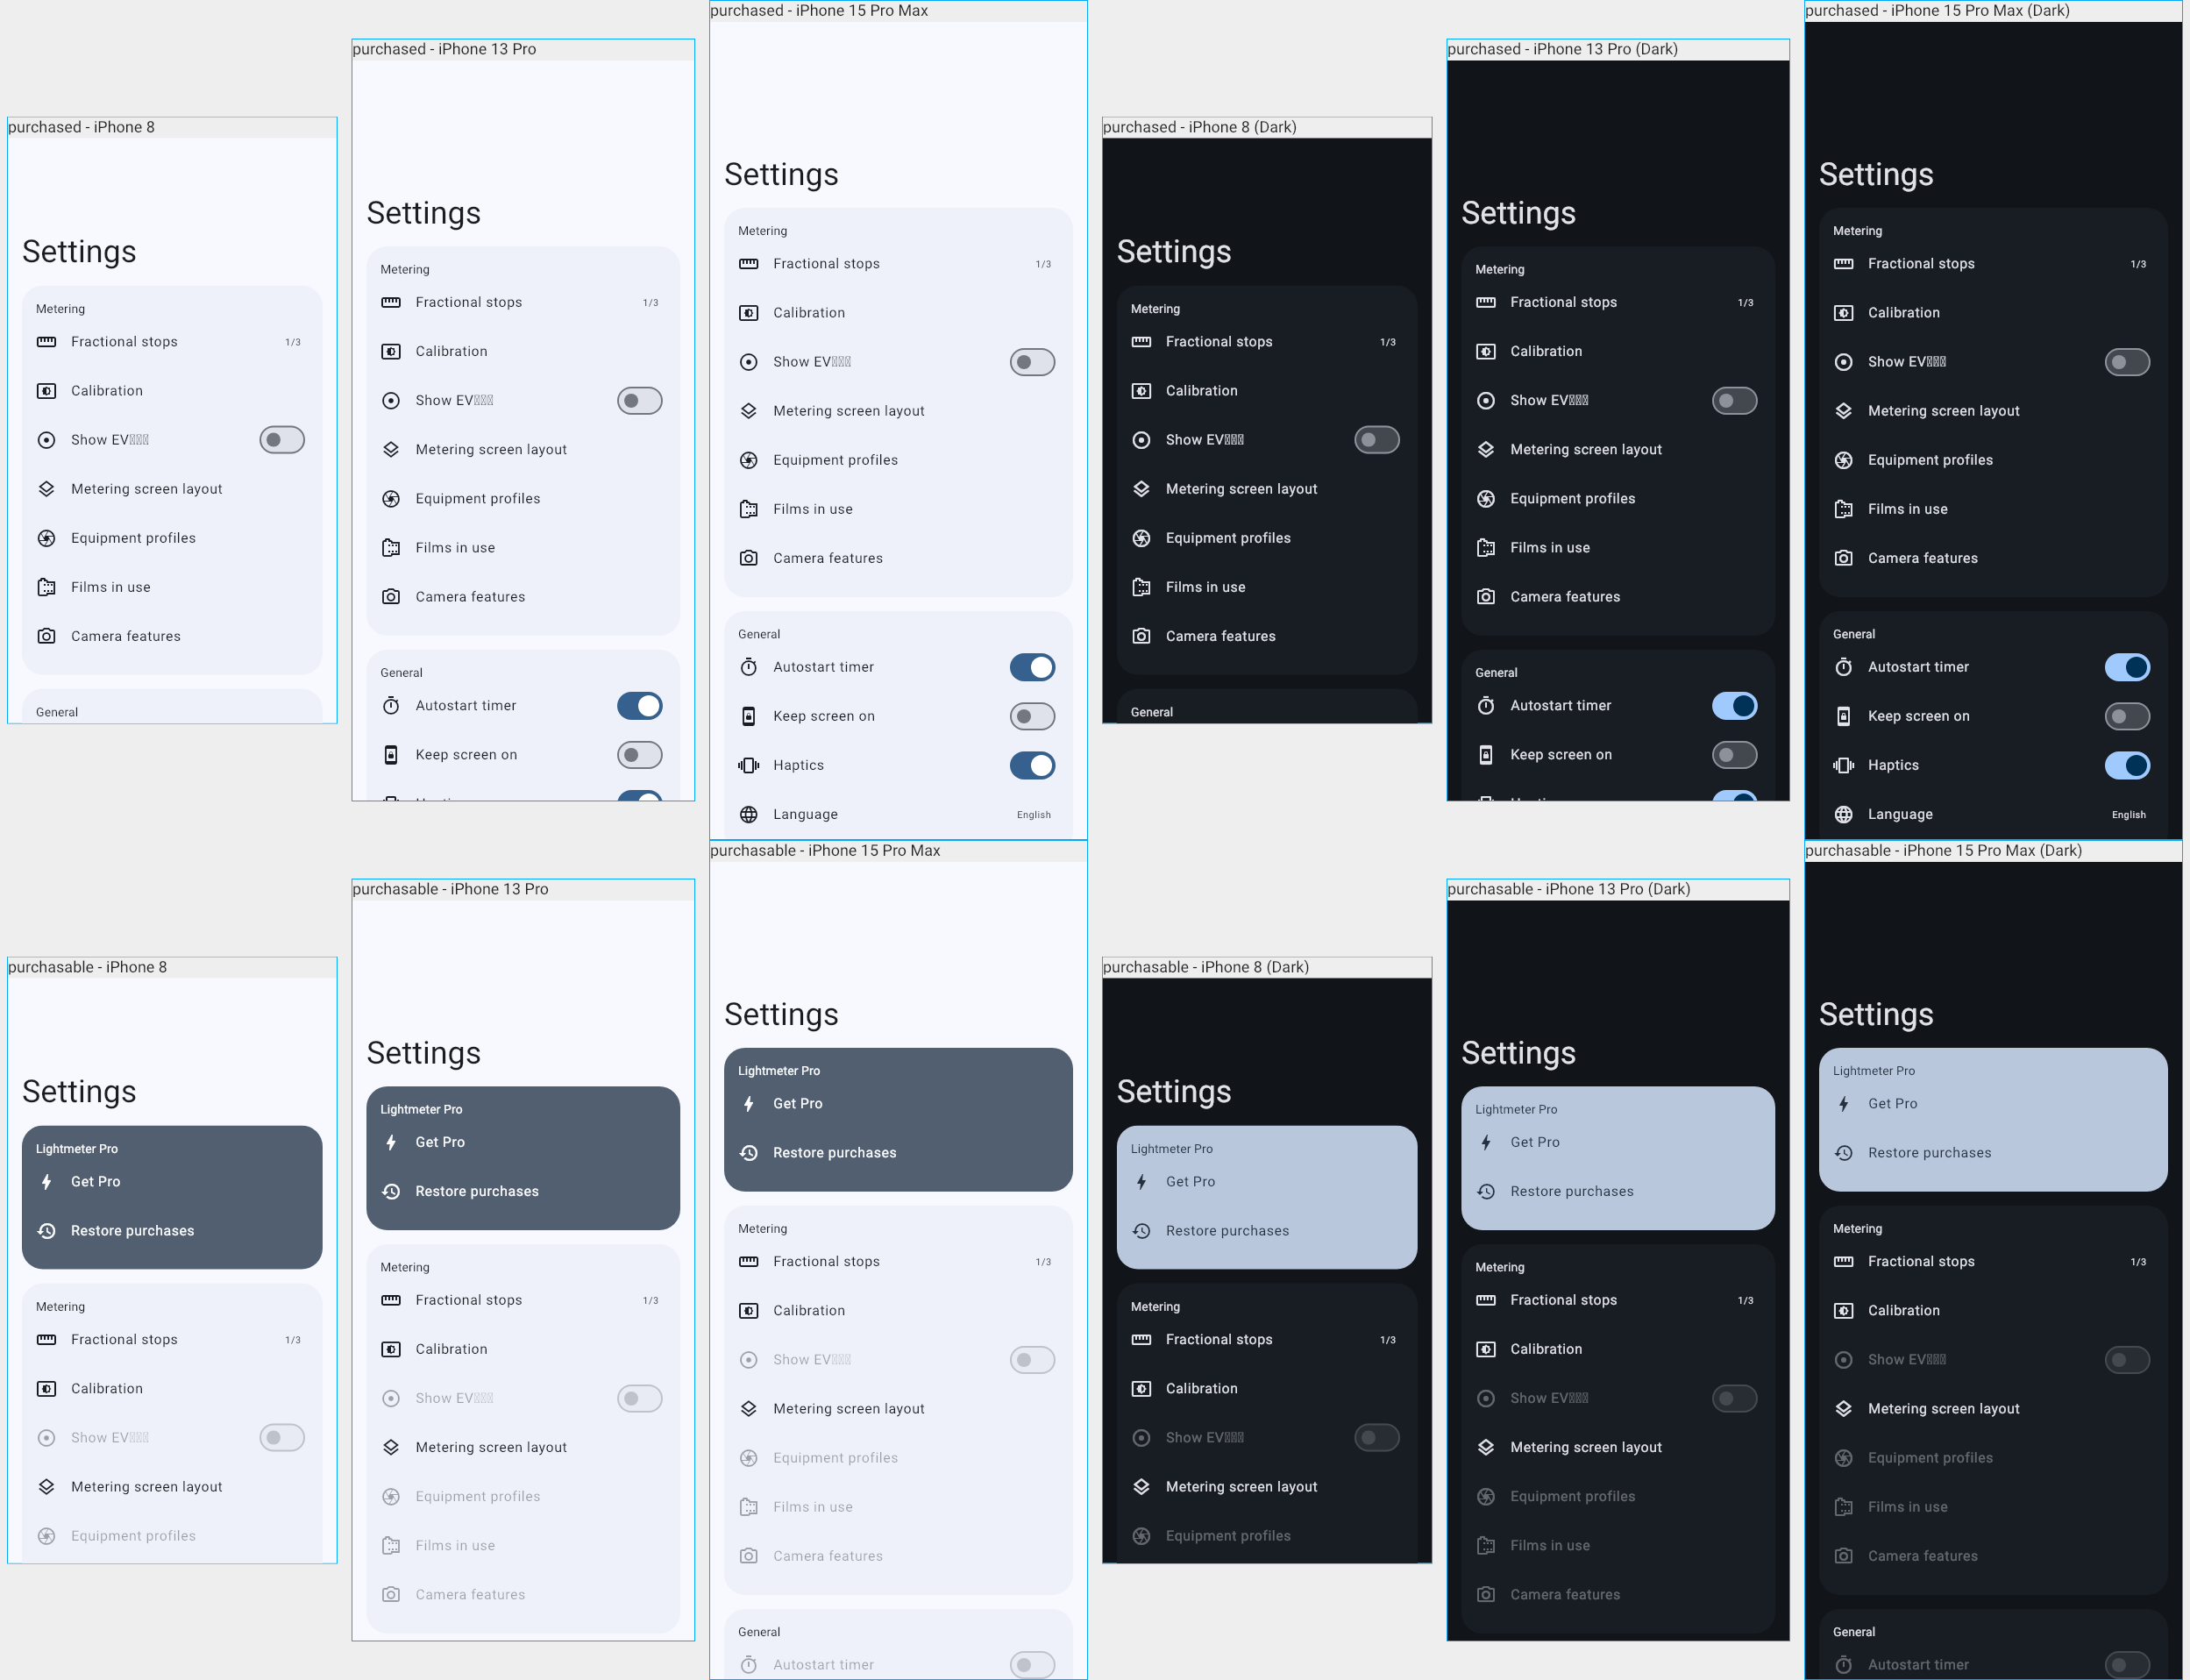 purchased - iPhone 8
Settings
Metering
Fractional stops 1/3
Calibration
Show EV
Metering screen layout
Equipment profiles
Films in use
Camera features
General
purchased - iPhone 13 Pro
Settings
Metering
Fractional stops 1/3
Calibration
Show EV
Metering screen layout
Equipment profiles
Films in use
Camera features
General
Autostart timer
Keep screen on
purchased - iPhone 15 Pro Max
Settings
Metering
Fractional stops 1/3
Calibration
Show EV
Metering screen layout
Equipment profiles
Films in use
Camera features
General
Autostart timer
Keep screen on
Haptics
Language English
purchased - iPhone 8 (Dark)
Settings
Metering
Fractional stops 1/3
Calibration
Show EV
Metering screen layout
Equipment profiles
Films in use
Camera features
General
purchased - iPhone 13 Pro (Dark)
Settings
Metering
Fractional stops 1/3
Calibration
Show EV
Metering screen layout
Equipment profiles
Films in use
Camera features
General
Autostart timer
Keep screen on
purchased - iPhone 15 Pro Max (Dark)
Settings
Metering
Fractional stops 1/3
Calibration
Show EV
Metering screen layout
Equipment profiles
Films in use
Camera features
General
Autostart timer
Keep screen on
Haptics
Language English
purchasable - iPhone 8
Settings
Lightmeter Pro
Get Pro
Restore purchases
Metering
Fractional stops 1/3
Calibration
Show EV
Metering screen layout
Equipment profiles
purchasable - iPhone 13 Pro
Settings
Lightmeter Pro
Get Pro
Restore purchases
Metering
Fractional stops 1/3
Calibration
Show EV
Metering screen layout
Equipment profiles
Films in use
Camera features
purchasable - iPhone 15 Pro Max
Settings
Lightmeter Pro
Get Pro
Restore purchases
Metering
Fractional stops 1/3
Calibration
Show EV
Metering screen layout
Equipment profiles
Films in use
Camera features
General
Autostart timer
purchasable - iPhone 8 (Dark)
Settings
Lightmeter Pro
Get Pro
Restore purchases
Metering
Fractional stops 1/3
Calibration
Show EV
Metering screen layout
Equipment profiles
purchasable - iPhone 13 Pro (Dark)
Settings
Lightmeter Pro
Get Pro
Restore purchases
Metering
Fractional stops 1/3
Calibration
Show EV
Metering screen layout
Equipment profiles
Films in use
Camera features
purchasable - iPhone 15 Pro Max (Dark)
Settings
Lightmeter Pro
Get Pro
Restore purchases
Metering
Fractional stops 1/3
Calibration
Show EV
Metering screen layout
Equipment profiles
Films in use
Camera features
General
Autostart timer